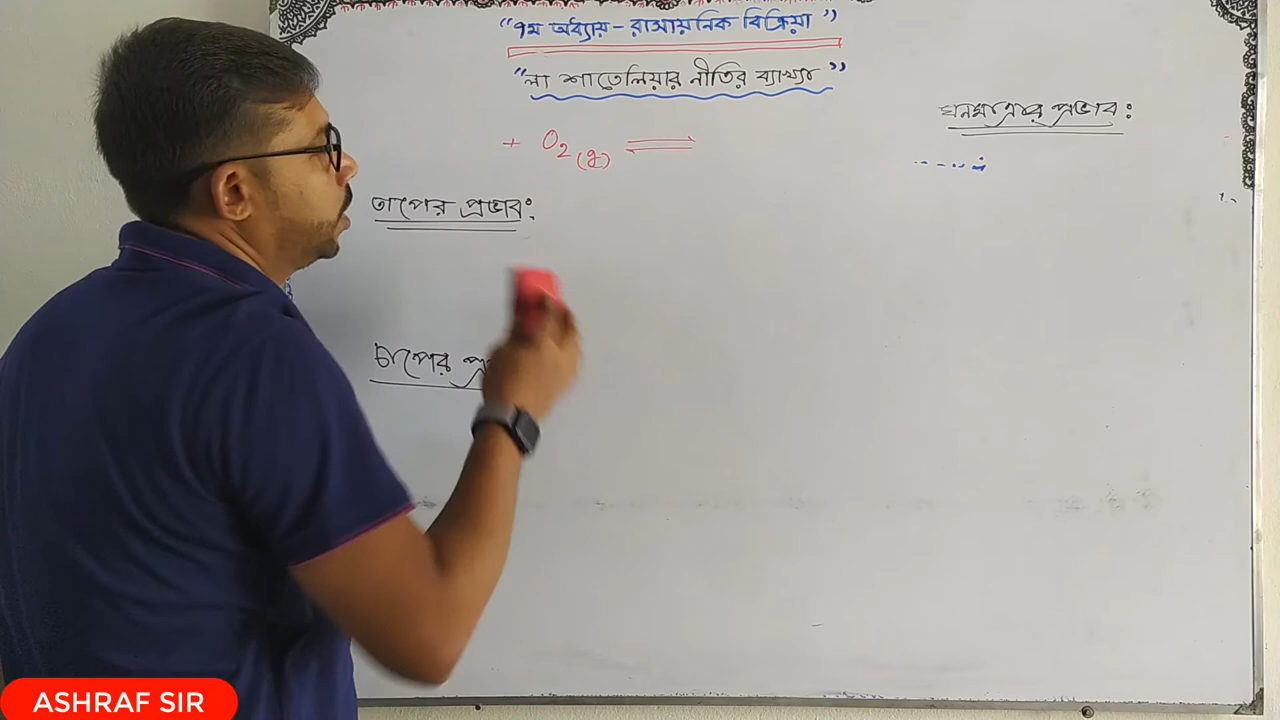 "৭ম অধ্যায় – রাসায়নিক বিক্রিয়া"
"লা শাতেলিয়ার নীতির ব্যাখ্যা"
ঘনমাত্রার প্রভাব:
+ O₂(g) ⇌
তাপের প্রভাব:
চাপের
ASHRAF SIR